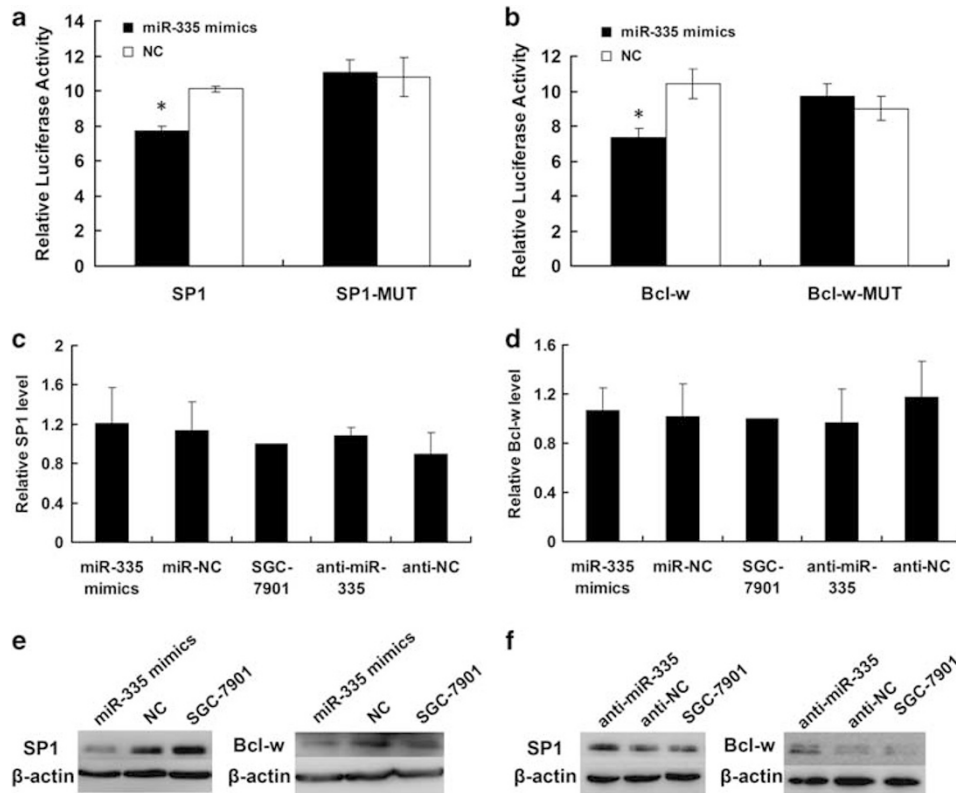 a
miR-335 mimics
NC
Relative Luciferase Activity
14
12
10
8
6
4
2
0
*
SP1
SP1-MUT
b
miR-335 mimics
NC
Relative Luciferase Activity
14
12
10
8
6
4
2
0
*
Bcl-w
Bcl-w-MUT
c
Relative SP1 level
2
1.6
1.2
0.8
0.4
0
miR-335 mimics
miR-NC
SGC-7901
anti-miR-335
anti-NC
d
Relative Bcl-w level
1.6
1.2
0.8
0.4
0
miR-335 mimics
miR-NC
SGC-7901
anti-miR-335
anti-NC
e
miR-335 mimics
NC
SGC-7901
SP1
β-actin
miR-335 mimics
NC
SGC-7901
Bcl-w
β-actin
f
anti-miR-335
anti-NC
SGC-7901
SP1
β-actin
anti-miR-335
anti-NC
SGC-7901
Bcl-w
β-actin